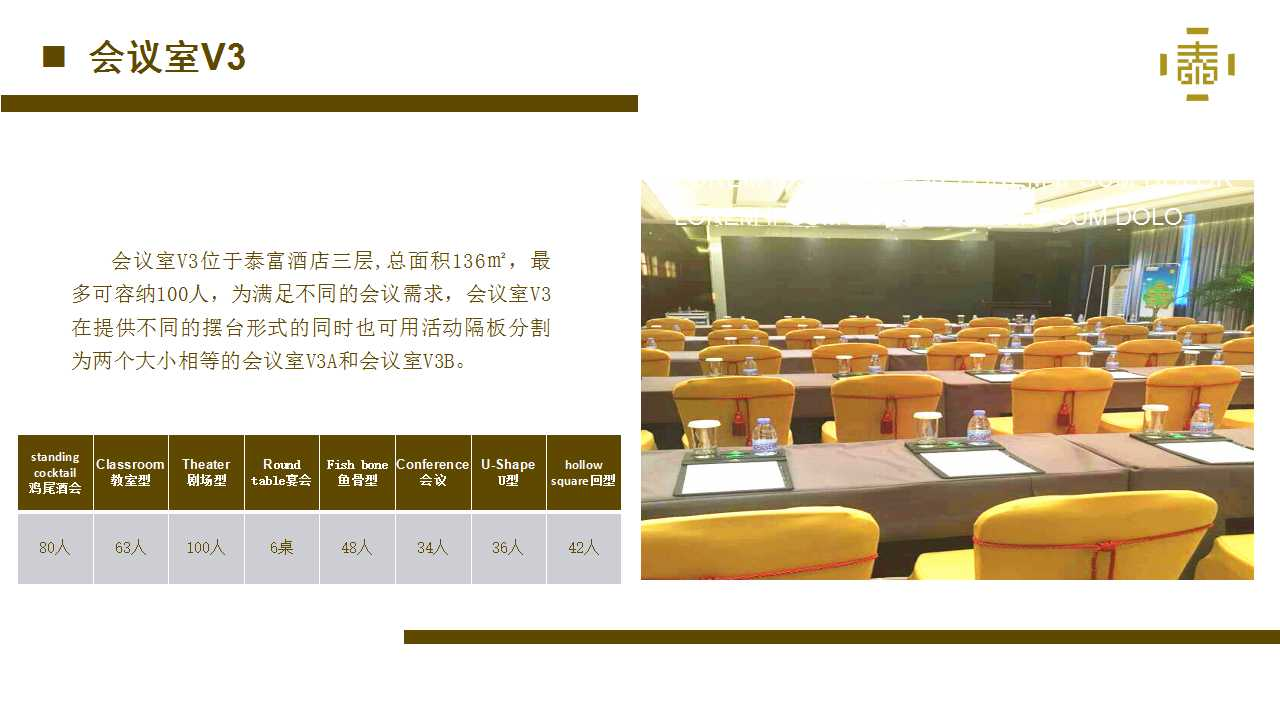 会议室V3
会议室V3位于泰富酒店三层,总面积136㎡，最
多可容纳100人，为满足不同的会议需求，会议室V3
在提供不同的摆台形式的同时也可用活动隔板分割
为两个大小相等的会议室V3A和会议室V3B。
standing cocktail 鸡尾酒会
Classroom 教室型
Theater 剧场型
Round table宴会
Fish bone 鱼骨型
Conference 会议
U-Shape U型
hollow square回型
80人 63人 100人 6桌 48人 34人 36人 42人
LOREM IPSUM DOLO